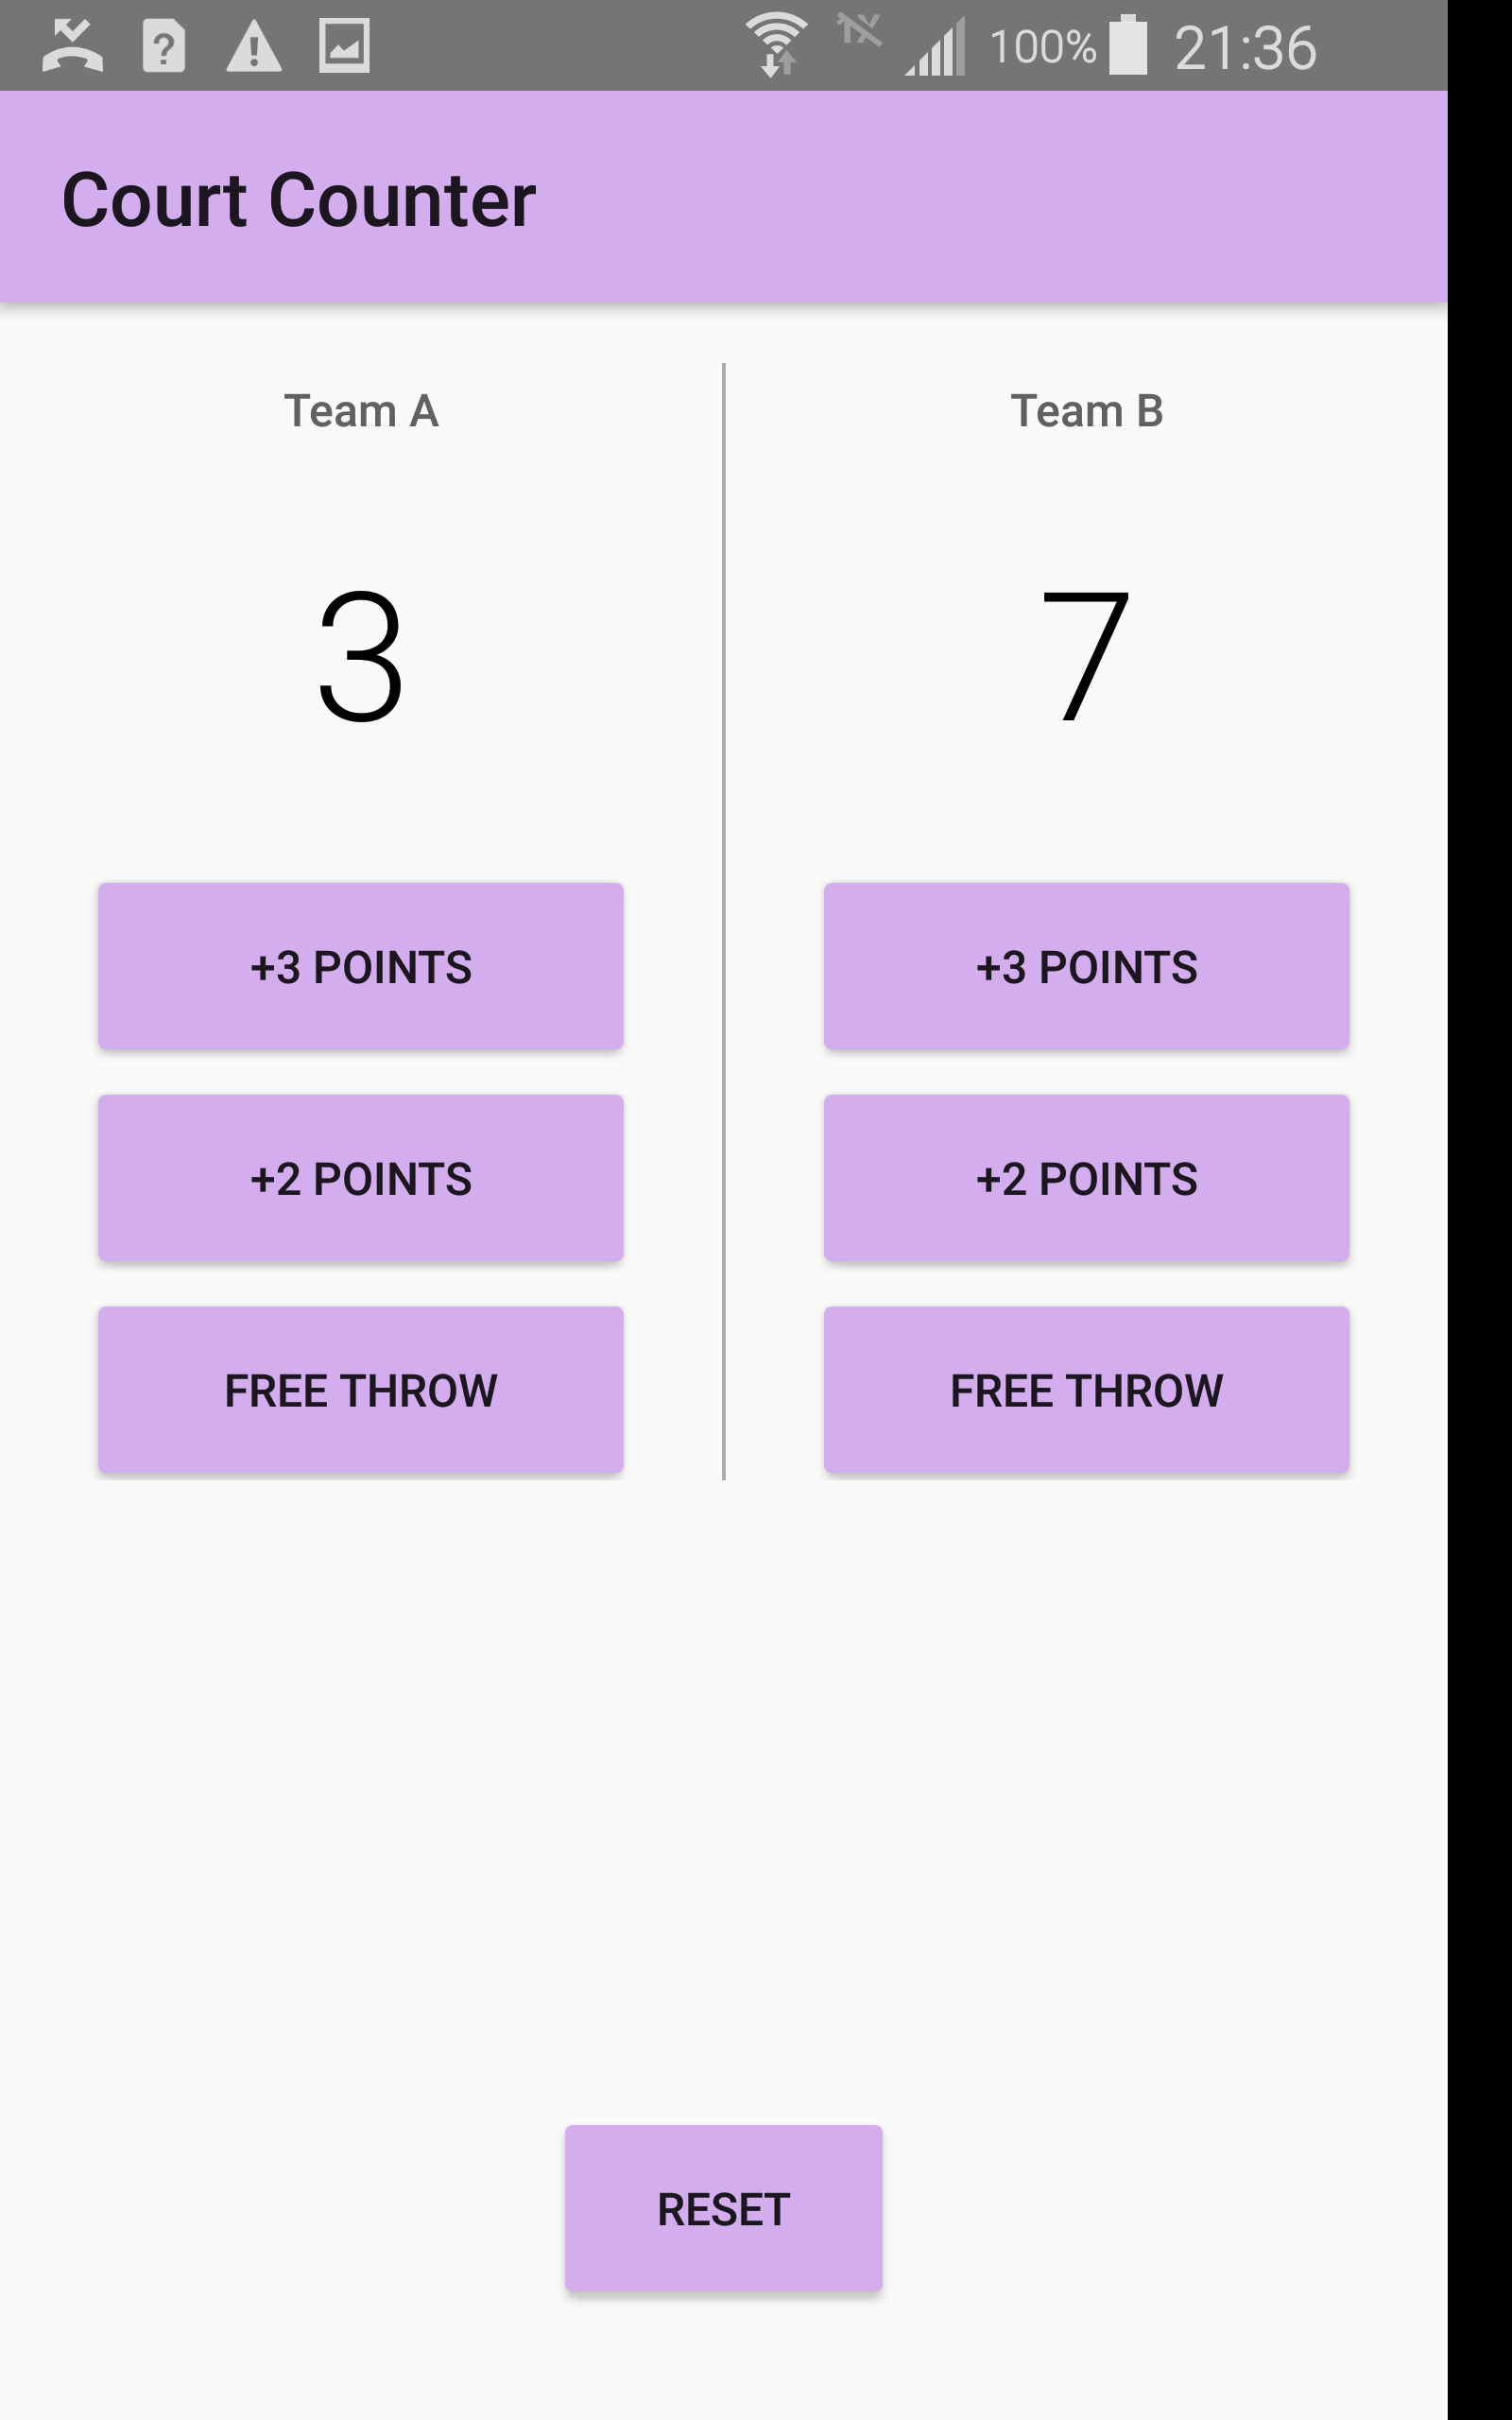 100% 21:36
Court Counter
Team A
3
+3 POINTS
+2 POINTS
FREE THROW
Team B
7
+3 POINTS
+2 POINTS
FREE THROW
RESET